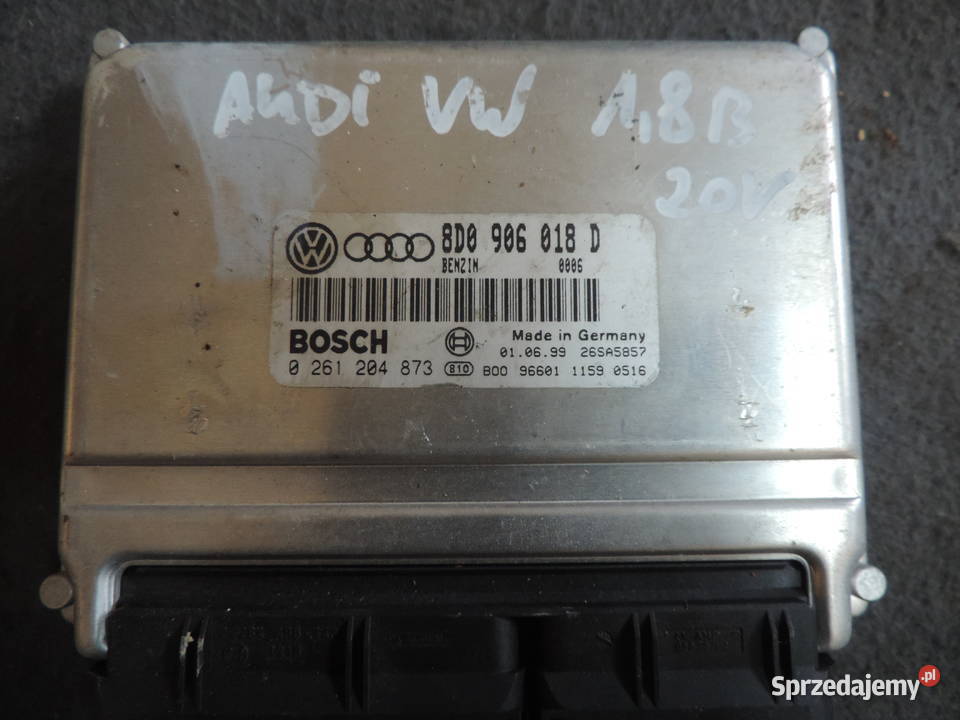 AUDi VW 1,8B
20V
8D0 906 018 D
BENZIN 0006
BOSCH Made in Germany
01.06.99 26SA5857
0 261 204 873 810 B00 96601 1159 0516
Sprzedajemy.pl